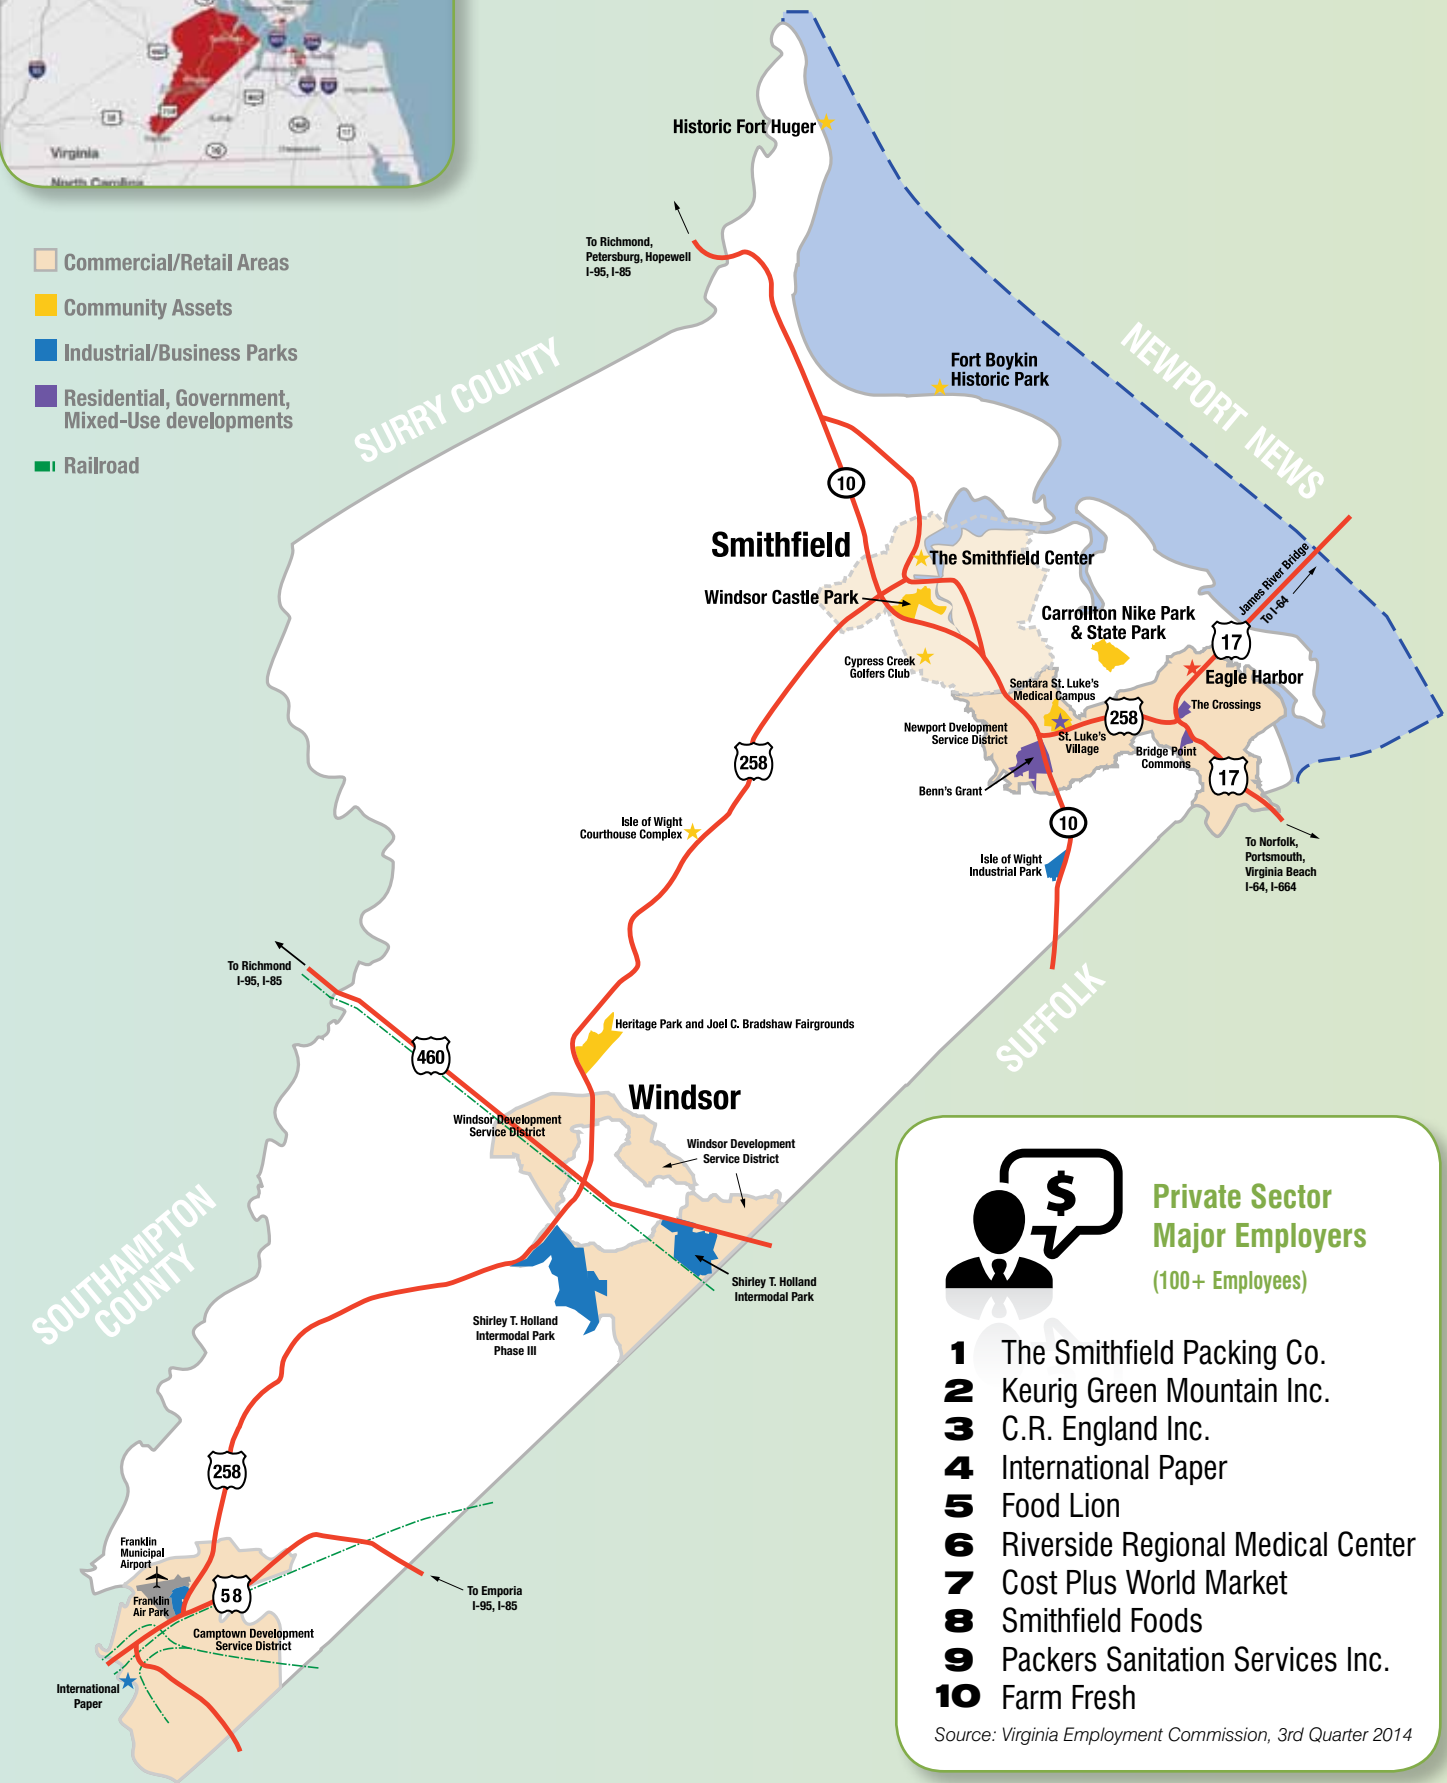 Virginia
North Carolina
Commercial/Retail Areas
Community Assets
Industrial/Business Parks
Residential, Government,
Mixed-Use developments
Railroad
Historic Fort Huger
To Richmond,
Petersburg, Hopewell
I-95, I-85
SURRY COUNTY
Fort Boykin
Historic Park
NEWPORT NEWS
10
Smithfield
The Smithfield Center
Windsor Castle Park
James River Bridge
To I-64
Carrollton Nike Park
& State Park
17
Cypress Creek
Golfers Club
Eagle Harbor
Sentara St. Luke's
Medical Campus
The Crossings
258
Newport Dvelopment
Service District
St. Luke's
Village
Bridge Point
Commons
258
17
Benn's Grant
10
Isle of Wight
Courthouse Complex
To Norfolk,
Portsmouth,
Virginia Beach
I-64, I-664
Isle of Wight
Industrial Park
To Richmond
I-95, I-85
SUFFOLK
Heritage Park and Joel C. Bradshaw Fairgrounds
460
Windsor
Windsor Development
Service District
Windsor Development
Service District
SOUTHAMPTON
COUNTY
Shirley T. Holland
Intermodal Park
Shirley T. Holland
Intermodal Park
Phase III
258
Franklin
Municipal
Airport
Franklin
Air Park
58
To Emporia
I-95, I-85
Camptown Development
Service District
International
Paper
$
Private Sector
Major Employers
(100+ Employees)
1 The Smithfield Packing Co.
2 Keurig Green Mountain Inc.
3 C.R. England Inc.
4 International Paper
5 Food Lion
6 Riverside Regional Medical Center
7 Cost Plus World Market
8 Smithfield Foods
9 Packers Sanitation Services Inc.
10 Farm Fresh
Source: Virginia Employment Commission, 3rd Quarter 2014